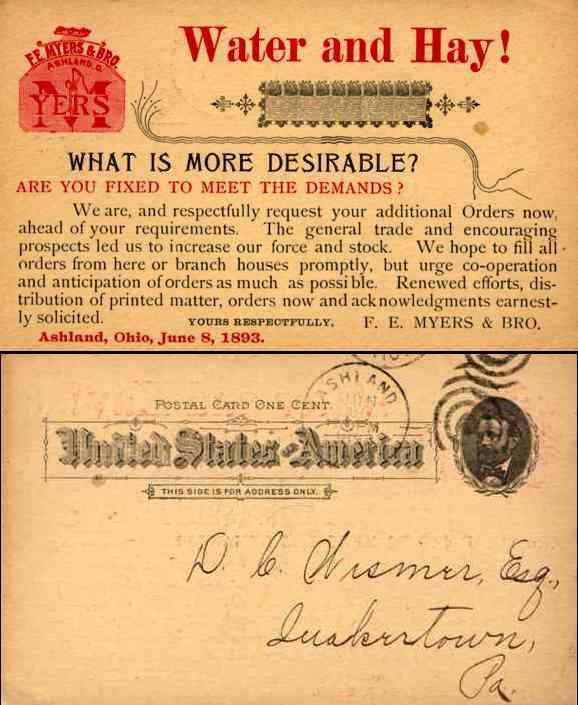 F. E. MYERS & BRO.
ASHLAND, O.
MYERS
Water and Hay!
WHAT IS MORE DESIRABLE?
ARE YOU FIXED TO MEET THE DEMANDS?
We are, and respectfully request your additional Orders now,
ahead of your requirements. The general trade and encouraging
prospects led us to increase our force and stock. We hope to fill all
orders from here or branch houses promptly, but urge co-operation
and anticipation of orders as much as possible. Renewed efforts, dis-
tribution of printed matter, orders now and acknowledgments earnest-
ly solicited. YOURS RESPECTFULLY, F. E. MYERS & BRO.
Ashland, Ohio, June 8, 1893.
ASHLAND
JUN
POSTAL CARD ONE CENT.
United States of America
THIS SIDE IS FOR ADDRESS ONLY.
D. C. Wismer, Esq.,
Quakertown,
Pa.